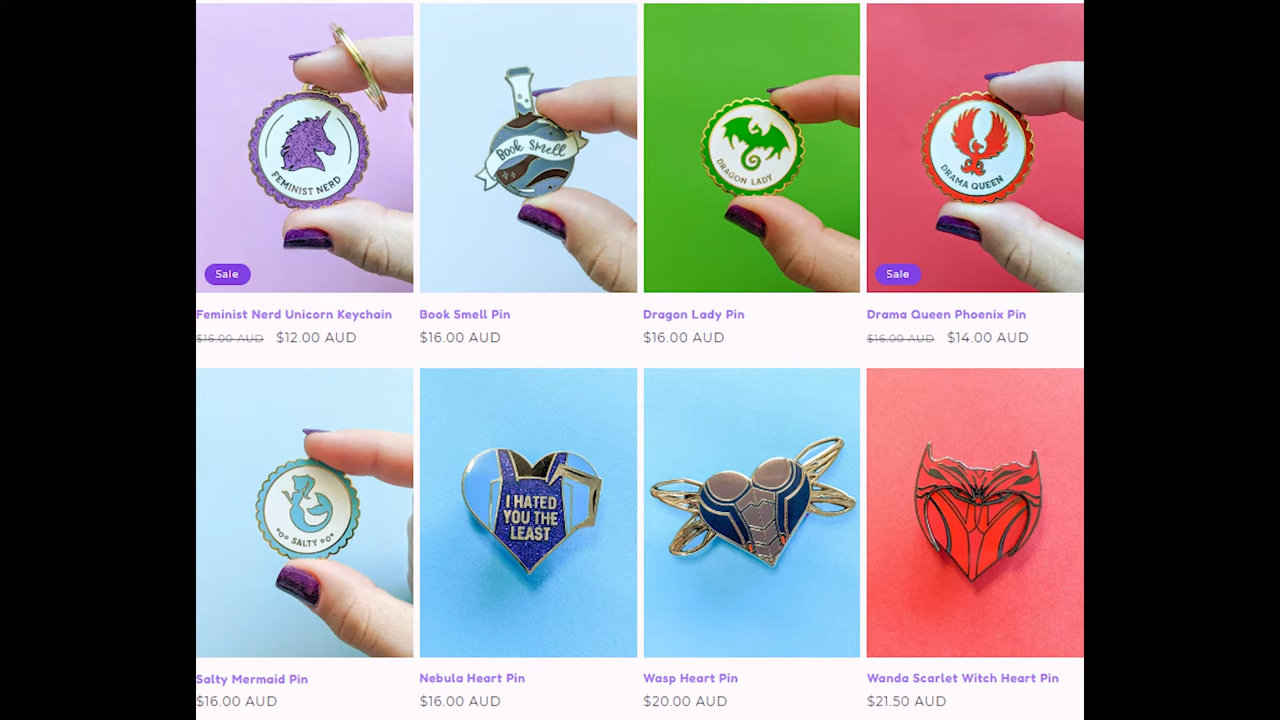 FEMINIST NERD
Book Smell
DRAGON LADY
DRAMA QUEEN
Sale
Sale
Feminist Nerd Unicorn Keychain
Book Smell Pin
Dragon Lady Pin
Drama Queen Phoenix Pin
$16.00 AUD $12.00 AUD
$16.00 AUD
$16.00 AUD
$16.00 AUD $14.00 AUD
SALTY
I HATED
YOU THE
LEAST
Salty Mermaid Pin
Nebula Heart Pin
Wasp Heart Pin
Wanda Scarlet Witch Heart Pin
$16.00 AUD
$16.00 AUD
$20.00 AUD
$21.50 AUD